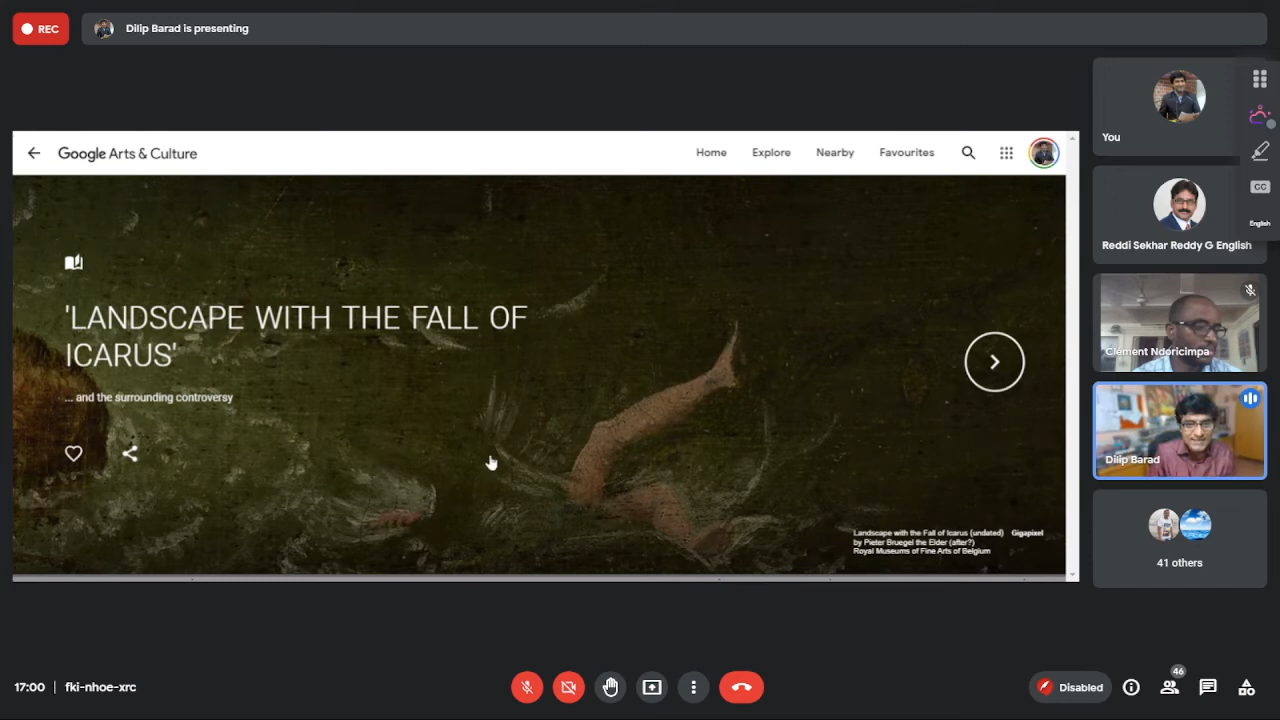 REC
Dilip Barad is presenting
Google Arts & Culture
Home Explore Nearby Favourites
'LANDSCAPE WITH THE FALL OF
ICARUS'
... and the surrounding controversy
Landscape with the Fall of Icarus (undated) Gigapixel
by Pieter Bruegel the Elder (after?)
Royal Museums of Fine Arts of Belgium
You
CC
English
Reddi Sekhar Reddy G English
Clément Ndoricimpa
Dilip Barad
41 others
17:00 | fki-nhoe-xrc
Disabled
46